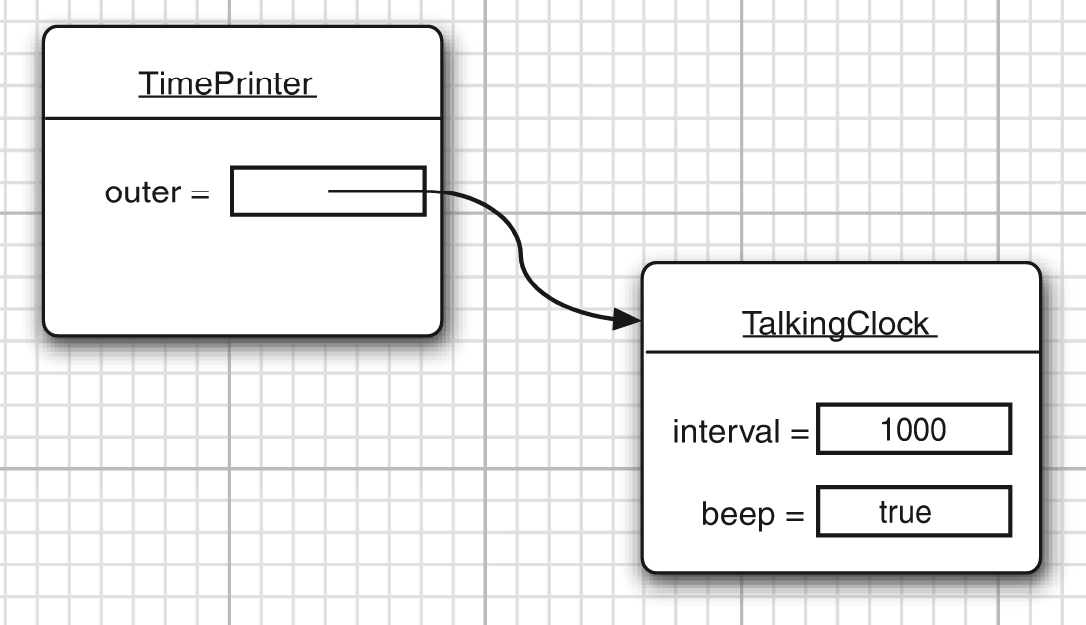 TimePrinter
outer =
TalkingClock
interval = 1000
beep = true